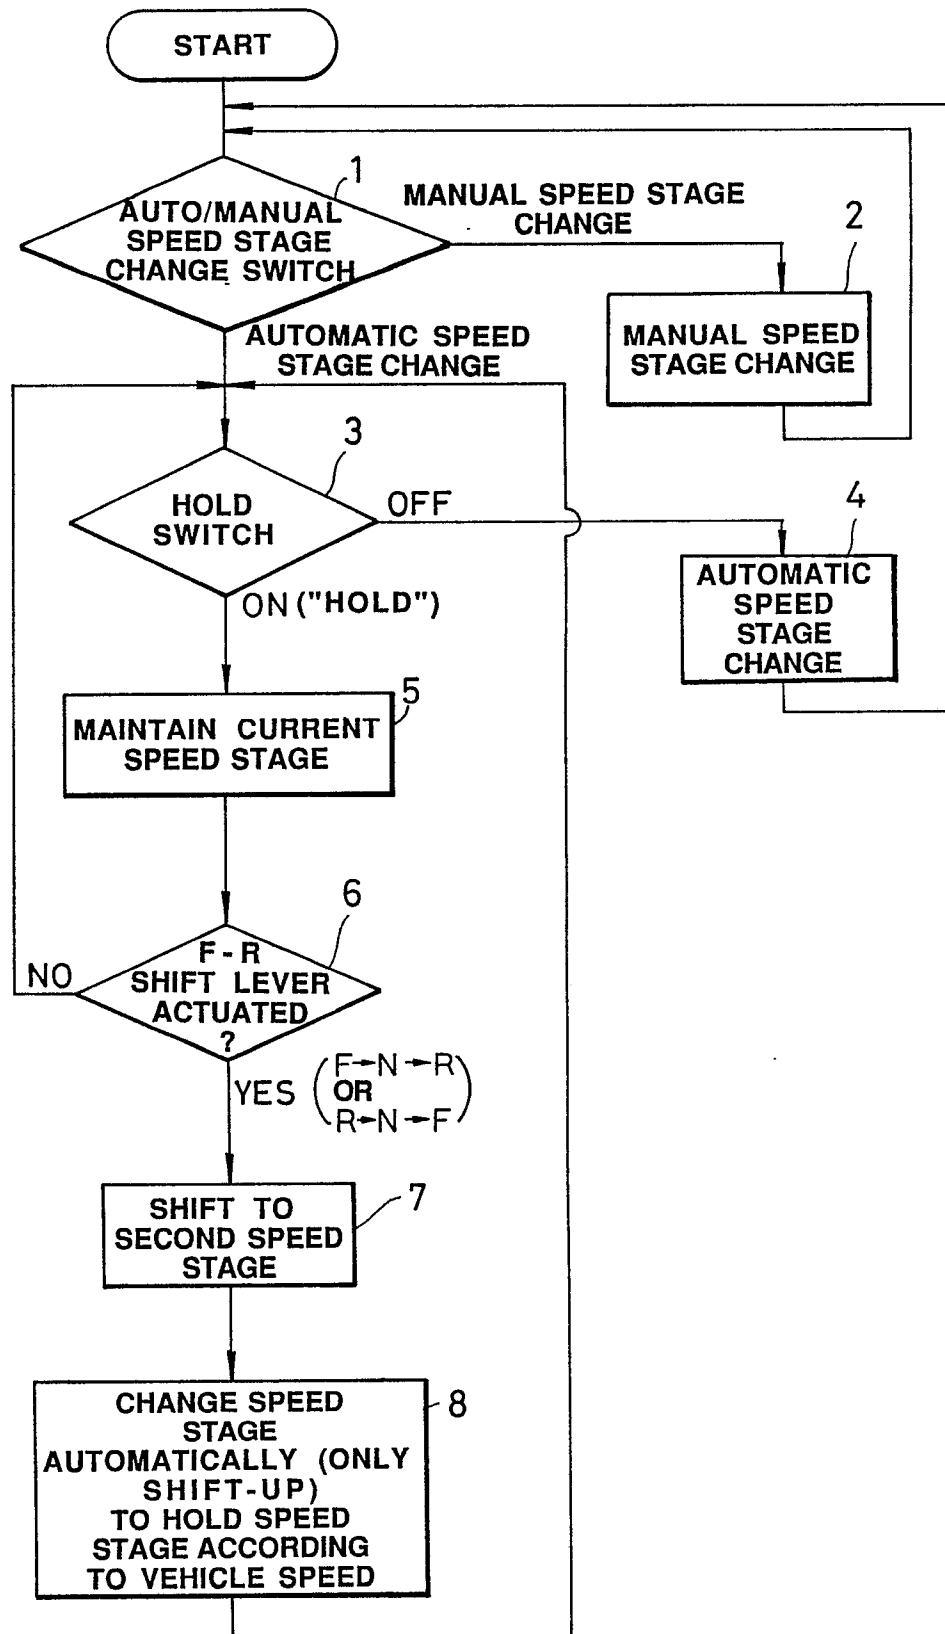 START
1
AUTO/MANUAL
SPEED STAGE
CHANGE SWITCH
MANUAL SPEED STAGE
CHANGE
2
MANUAL SPEED
STAGE CHANGE
AUTOMATIC SPEED
STAGE CHANGE
3
HOLD
SWITCH
OFF
4
AUTOMATIC
SPEED
STAGE
CHANGE
ON ("HOLD")
5
MAINTAIN CURRENT
SPEED STAGE
6
F-R
SHIFT LEVER
ACTUATED
?
NO
YES
F→N→R
OR
R→N→F
7
SHIFT TO
SECOND SPEED
STAGE
8
CHANGE SPEED
STAGE
AUTOMATICALLY (ONLY
SHIFT-UP)
TO HOLD SPEED
STAGE ACCORDING
TO VEHICLE SPEED